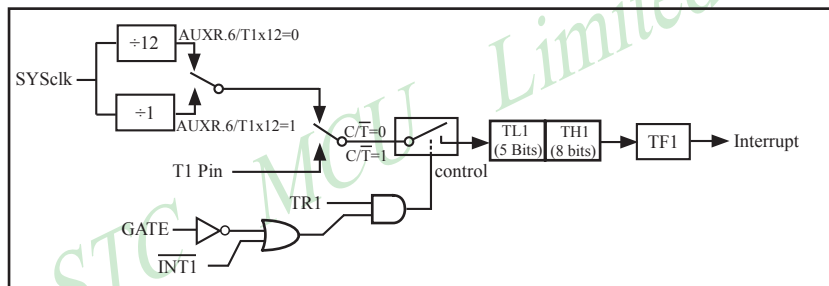 ÷12
AUXR.6/T1x12=0
SYSclk
÷1
AUXR.6/T1x12=1
C/T̅=0
C/T̅=1
T1 Pin
control
TL1
(5 Bits)
TH1
(8 bits)
TF1
Interrupt
TR1
GATE
I̅N̅T̅1̅
STC MCU Limited